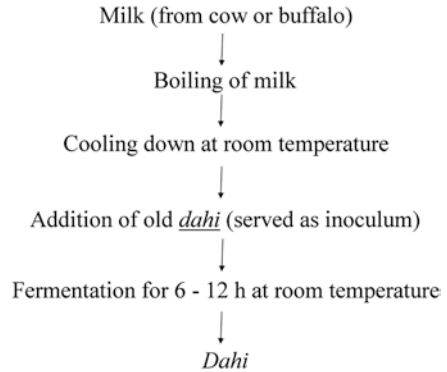 Milk (from cow or buffalo)
Boiling of milk
Cooling down at room temperature
Addition of old dahi (served as inoculum)
Fermentation for 6 - 12 h at room temperature
Dahi